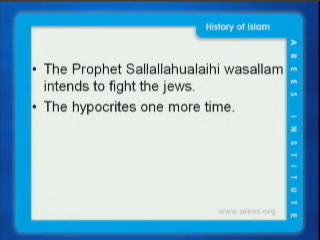 History of Islam
• The Prophet Sallallahualaihi wasallam
intends to fight the jews.
• The hypocrites one more time.
AREES INSTITUTE
www.arees.org